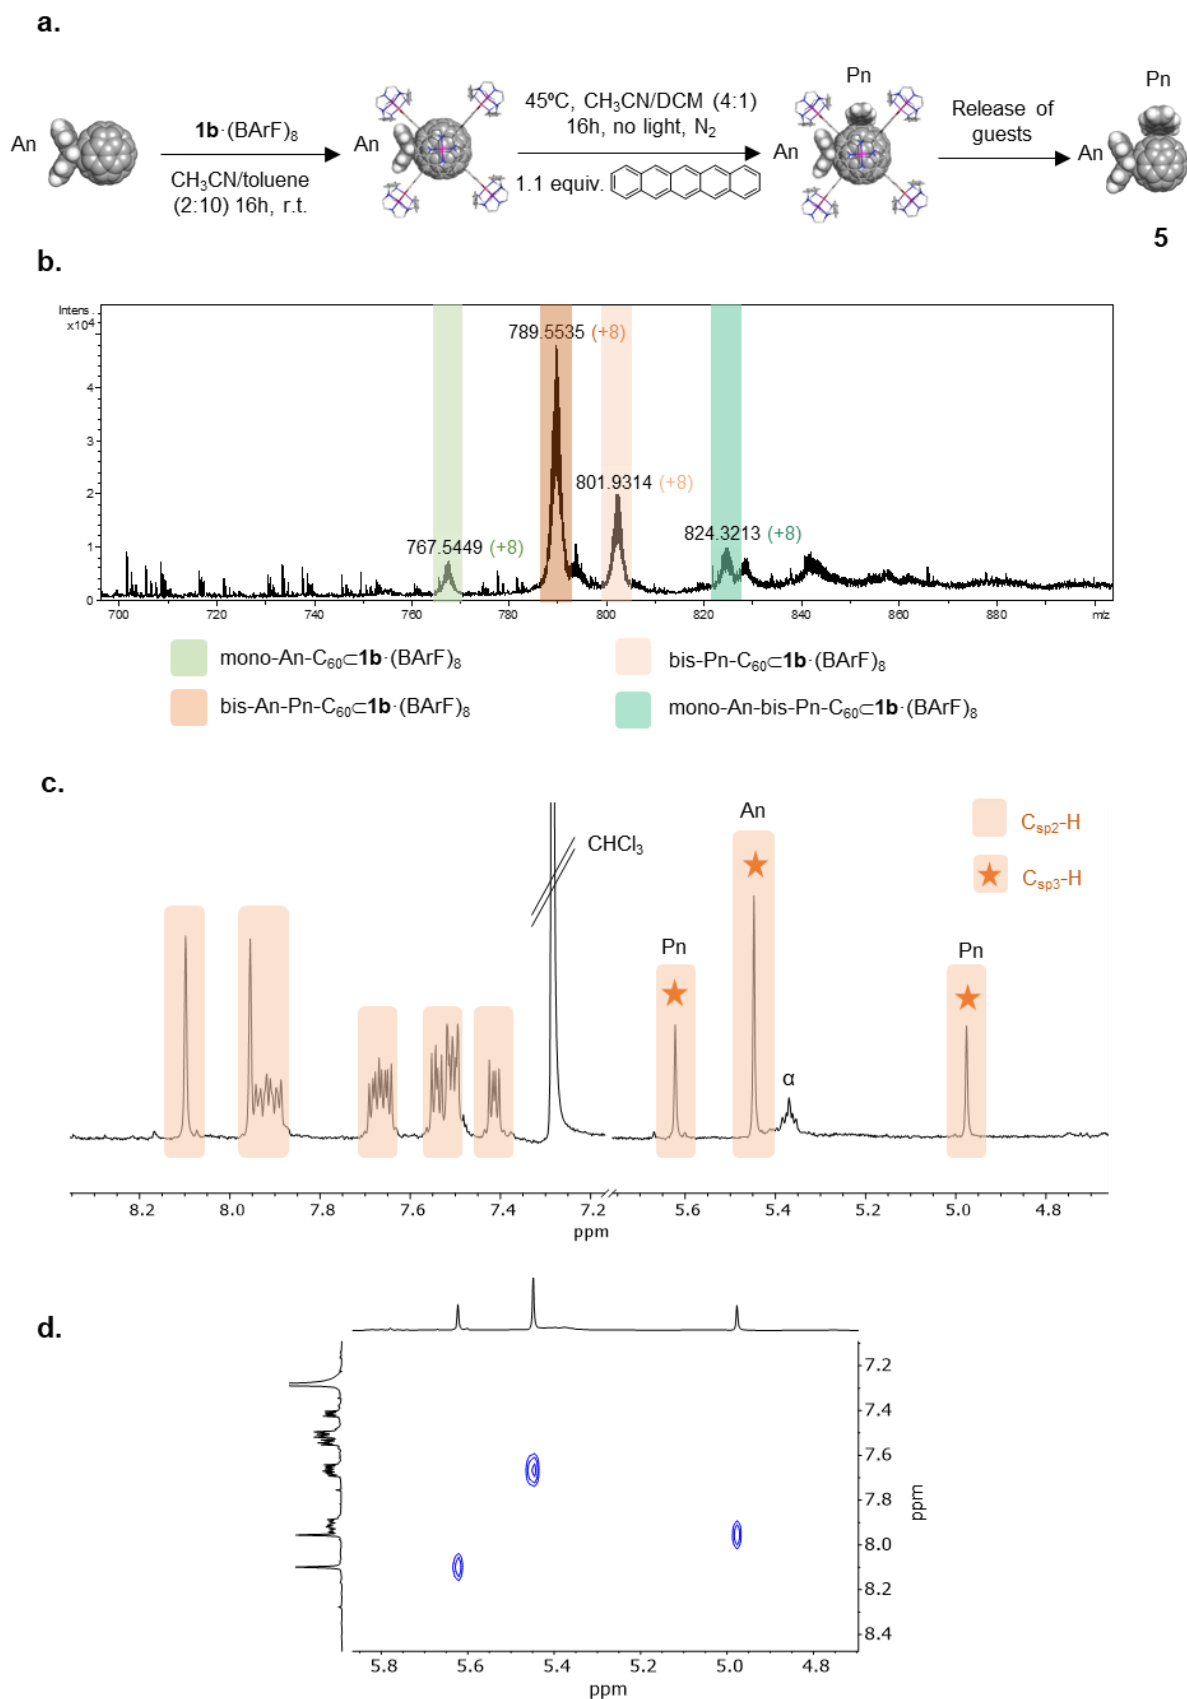 a.
An
1b·(BArF)₈
CH₃CN/toluene
(2:10) 16h, r.t.
An
45ºC, CH₃CN/DCM (4:1)
16h, no light, N₂
1.1 equiv.
Pn
An
Release of
guests
Pn
An
5
b.
Intens.
x10⁴
4
3
2
1
0
767.5449 (+8)
789.5535 (+8)
801.9314 (+8)
824.3213 (+8)
700 720 740 760 780 800 820 840 860 880 m/z
mono-An-C₆₀⊂1b·(BArF)₈
bis-Pn-C₆₀⊂1b·(BArF)₈
bis-An-Pn-C₆₀⊂1b·(BArF)₈
mono-An-bis-Pn-C₆₀⊂1b·(BArF)₈
c.
CHCl₃
Pn
An
α
Pn
Csp2-H
Csp3-H
8.2 8.0 7.8 7.6 7.4 7.2 5.6 5.4 5.2 5.0 4.8
ppm
d.
7.2
7.4
7.6
7.8
8.0
8.2
8.4
ppm
5.8 5.6 5.4 5.2 5.0 4.8
ppm